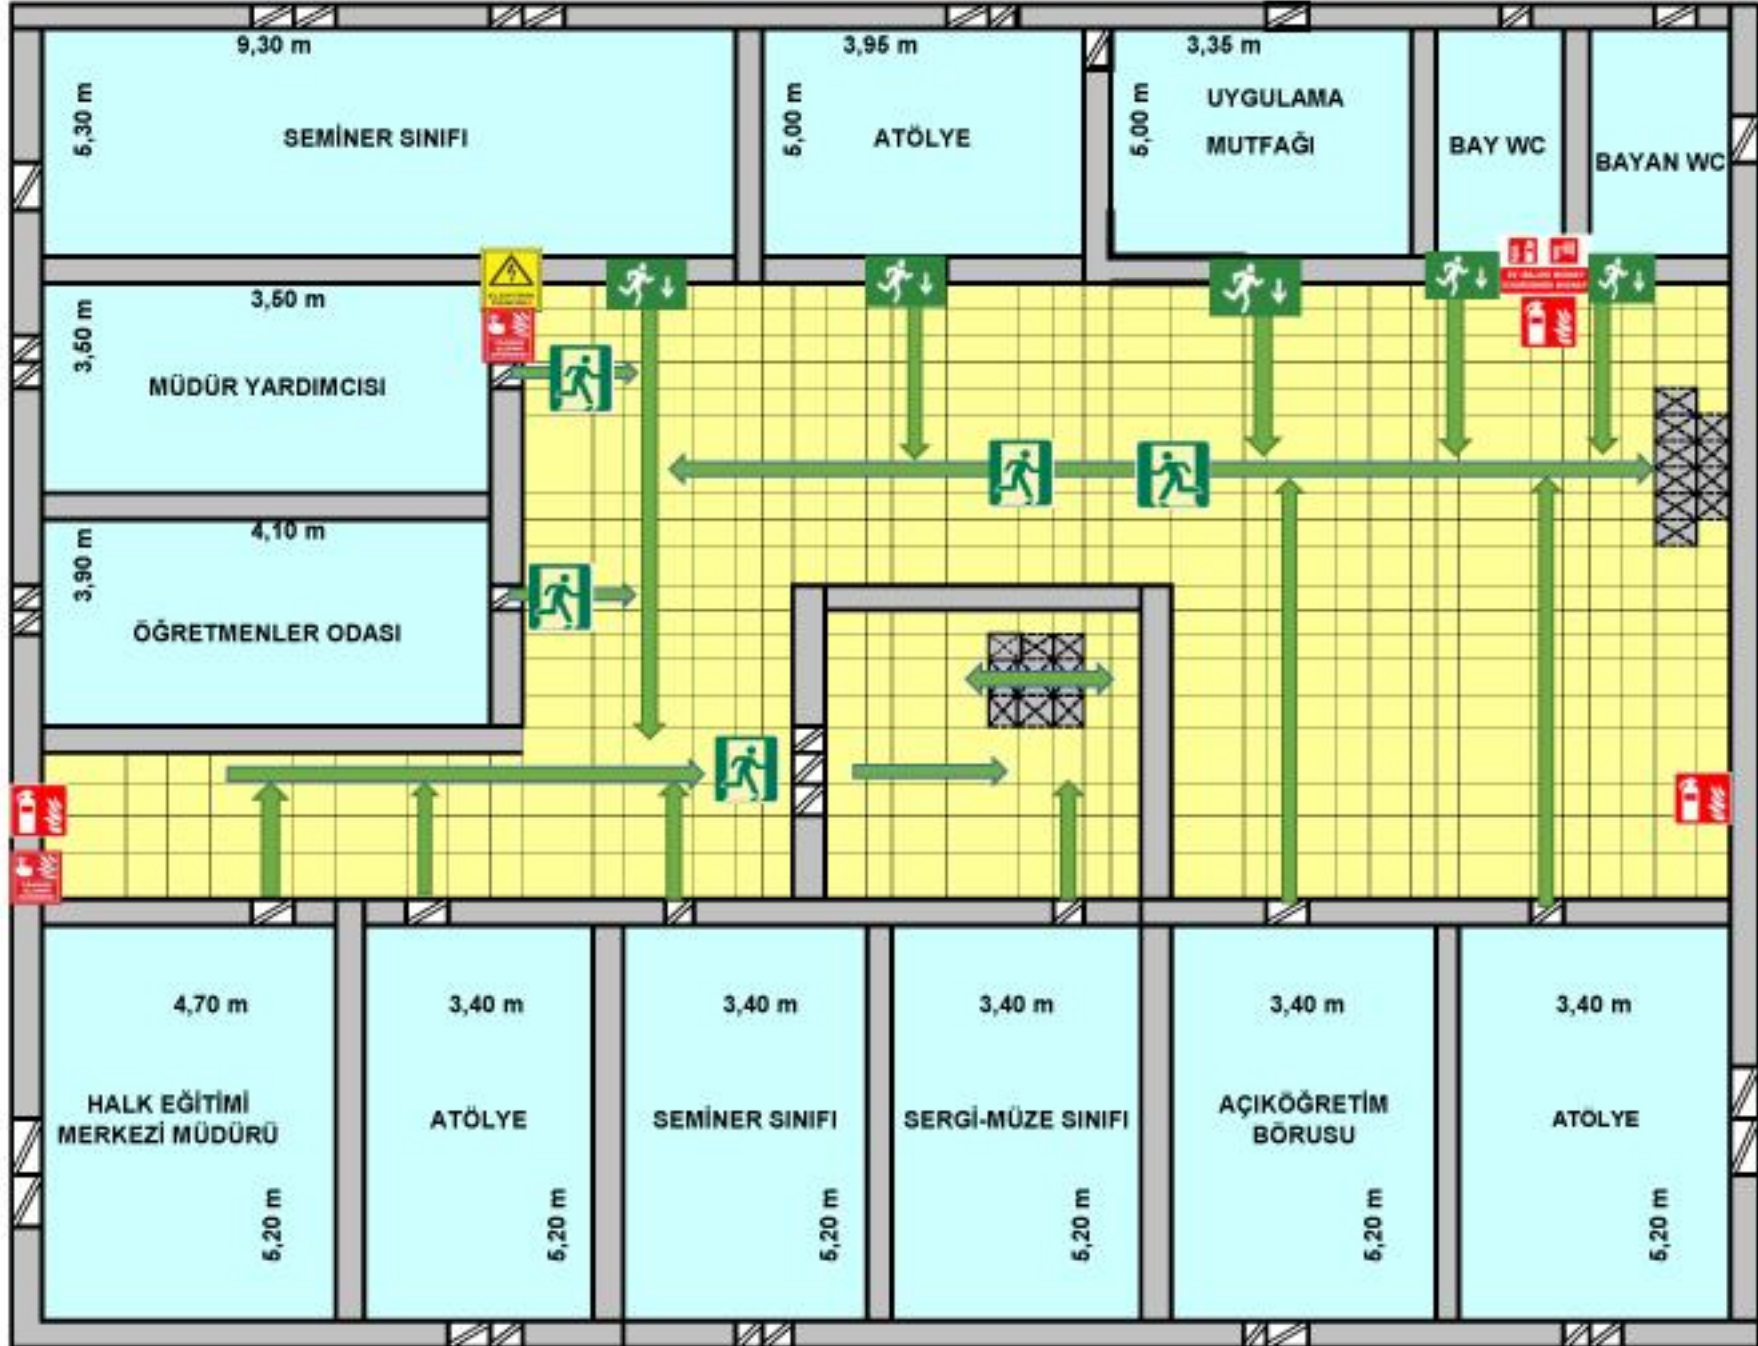 9,30 m
5,30 m
SEMİNER SINIFI
3,95 m
5,00 m
ATÖLYE
3,35 m
5,00 m
UYGULAMA
MUTFAĞI
BAY WC
BAYAN WC
3,50 m
3,50 m
MÜDÜR YARDIMCISI
4,10 m
3,90 m
ÖĞRETMENLER ODASI
4,70 m
HALK EĞİTİMİ
MERKEZİ MÜDÜRÜ
5,20 m
3,40 m
ATÖLYE
5,20 m
3,40 m
SEMİNER SINIFI
5,20 m
3,40 m
SERGİ-MÜZE SINIFI
5,20 m
3,40 m
AÇIKÖĞRETİM
BÖRUSU
5,20 m
3,40 m
ATÖLYE
5,20 m